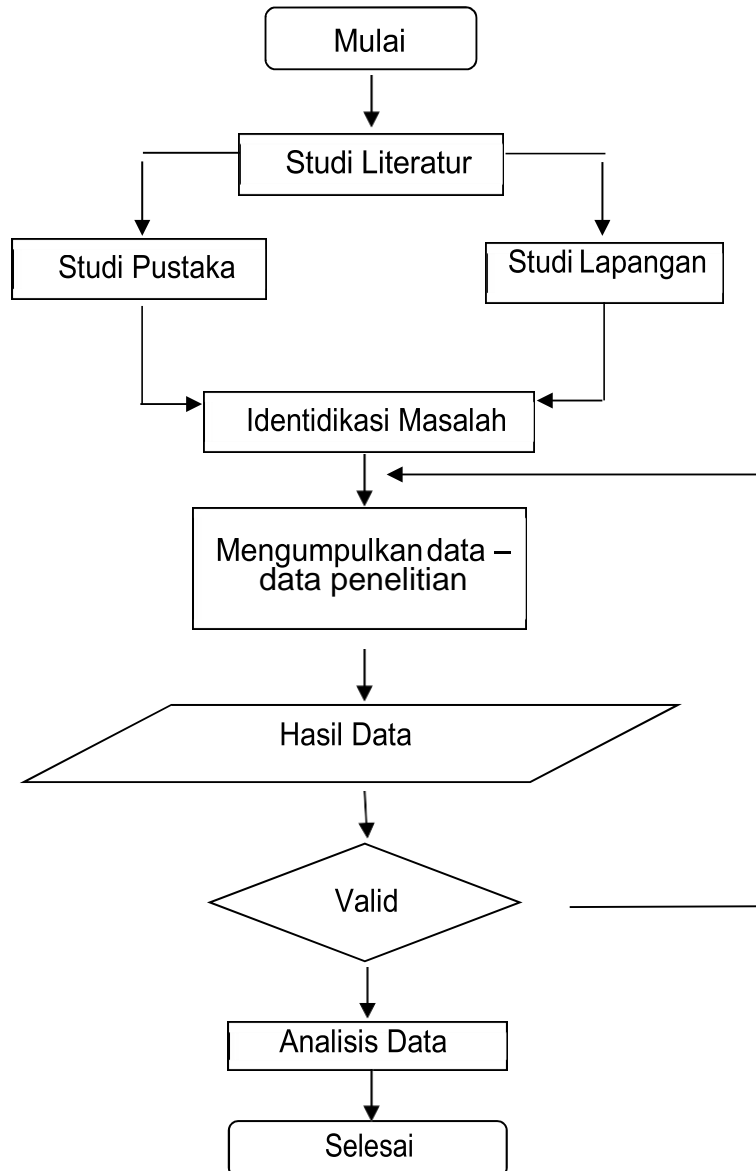 Mulai
Studi Literatur
Studi Pustaka
Studi Lapangan
Identidikasi Masalah
Mengumpulkan data –
data penelitian
Hasil Data
Valid
Analisis Data
Selesai